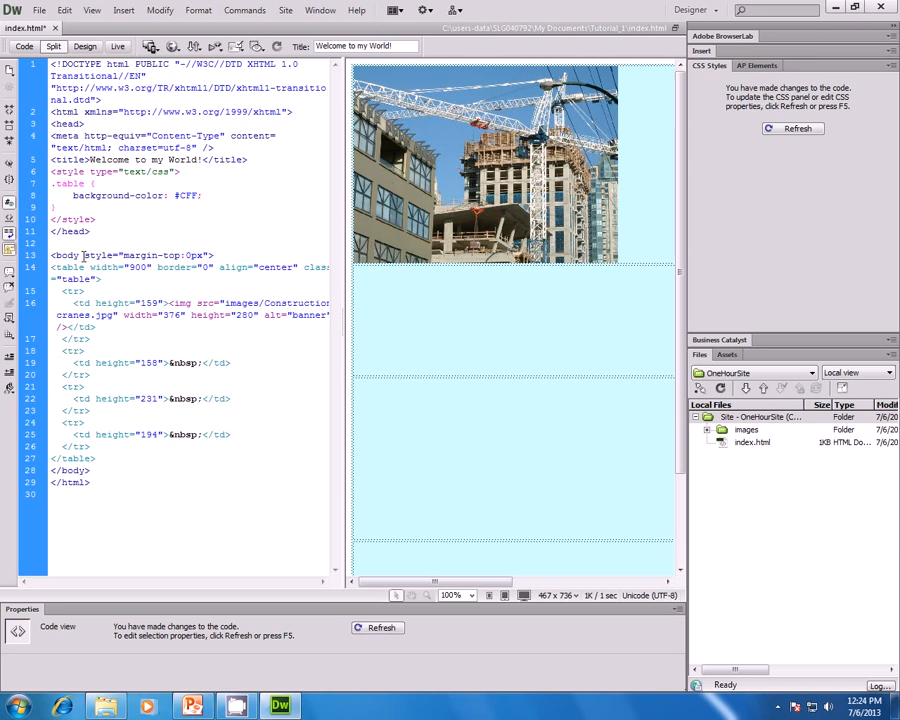 Dw File Edit View Insert Modify Format Commands Site Window Help Designer
index.html* × C:\users-data\SLG040792\My Documents\Tutorial_1\index.html
Code Split Design Live Title: Welcome to my World!
1 <!DOCTYPE html PUBLIC "-//W3C//DTD XHTML 1.0
Transitional//EN"
"http://www.w3.org/TR/xhtml1/DTD/xhtml1-transitio
nal.dtd">
2 <html xmlns="http://www.w3.org/1999/xhtml">
3 <head>
4 <meta http-equiv="Content-Type" content=
"text/html; charset=utf-8" />
5 <title>Welcome to my World!</title>
6 <style type="text/css">
7 .table {
8 background-color: #CFF;
9 }
10 </style>
11 </head>
12
13 <body style="margin-top:0px">
14 <table width="900" border="0" align="center" class
="table">
15 <tr>
16 <td height="159"><img src="images/Construction
cranes.jpg" width="376" height="280" alt="banner"
/></td>
17 </tr>
18 <tr>
19 <td height="158">&nbsp;</td>
20 </tr>
21 <tr>
22 <td height="231">&nbsp;</td>
23 </tr>
24 <tr>
25 <td height="194">&nbsp;</td>
26 </tr>
27 </table>
28 </body>
29 </html>
30
100% 467 x 736 1K / 1 sec Unicode (UTF-8)
Properties
Code view
You have made changes to the code.
To edit selection properties, click Refresh or press F5.
Refresh
Adobe BrowserLab
Insert
CSS Styles AP Elements
You have made changes to the code.
To update the CSS panel or edit CSS
properties, click Refresh or press F5.
Refresh
Business Catalyst
Files Assets
OneHourSite Local view
Local Files Size Type Modif
Site - OneHourSite (C... Folder 7/6/20
images Folder 7/6/20
index.html 1KB HTML Do... 7/6/20
Ready Log...
Dw
12:24 PM
7/6/2013